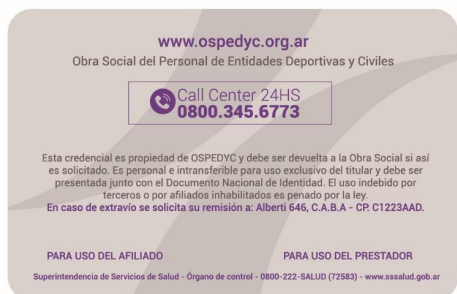 www.ospedyc.org.ar
Obra Social del Personal de Entidades Deportivas y Civiles
Call Center 24HS
0800.345.6773
Esta credencial es propiedad de OSPEDYC y debe ser devuelta a la Obra Social si así
es solicitado. Es personal e intransferible para uso exclusivo del titular y debe ser
presentada junto con el Documento Nacional de Identidad. El uso indebido por
terceros o por afiliados inhabilitados es penado por la ley.
En caso de extravío se solicita su remisión a: Alberti 646, C.A.B.A - CP. C1223AAD.
PARA USO DEL AFILIADO PARA USO DEL PRESTADOR
Superintendencia de Servicios de Salud - Órgano de control - 0800-222-SALUD (72583) - www.sssalud.gob.ar